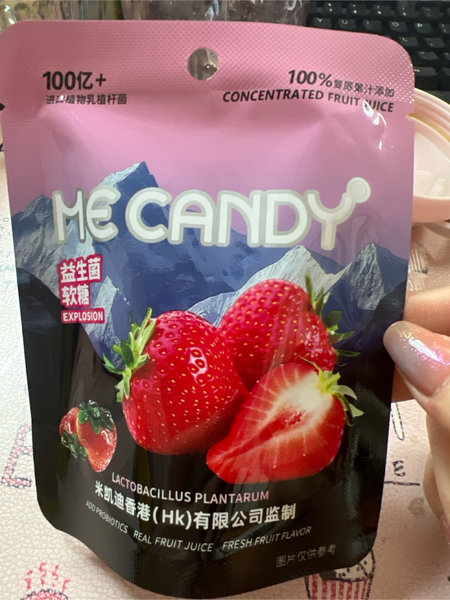 100亿+
进口植物乳植杆菌
100%复原果汁添加
CONCENTRATED FRUIT JUICE
ME CANDY
益生菌
软糖
EXPLOSION
LACTOBACILLUS PLANTARUM
米凯迪香港(Hk)有限公司监制
ADD PROBIOTICS REAL FRUIT JUICE FRESH FRUIT FLAVOR
图片仅供参考